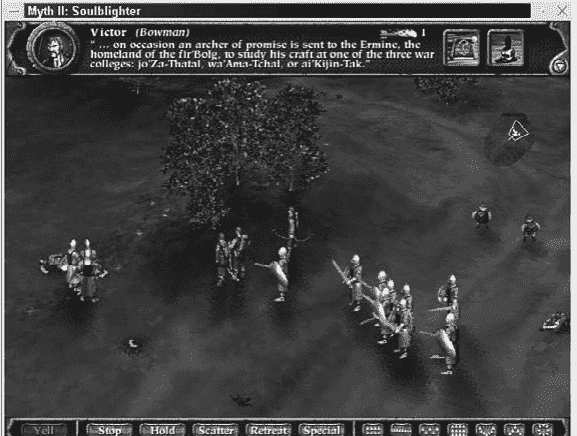 Myth II: Soulblighter
Victor (Bowman)
1
" ... on occasion an archer of promise is sent to the Ermine, the
homeland of the fir'Bolg, to study his craft at one of the three war
colleges: jo'Za-Thatal, wa'Ama-Tchai, or ai'Kijin-Tak."
Yell Stop Hold Scatter Retreat Special